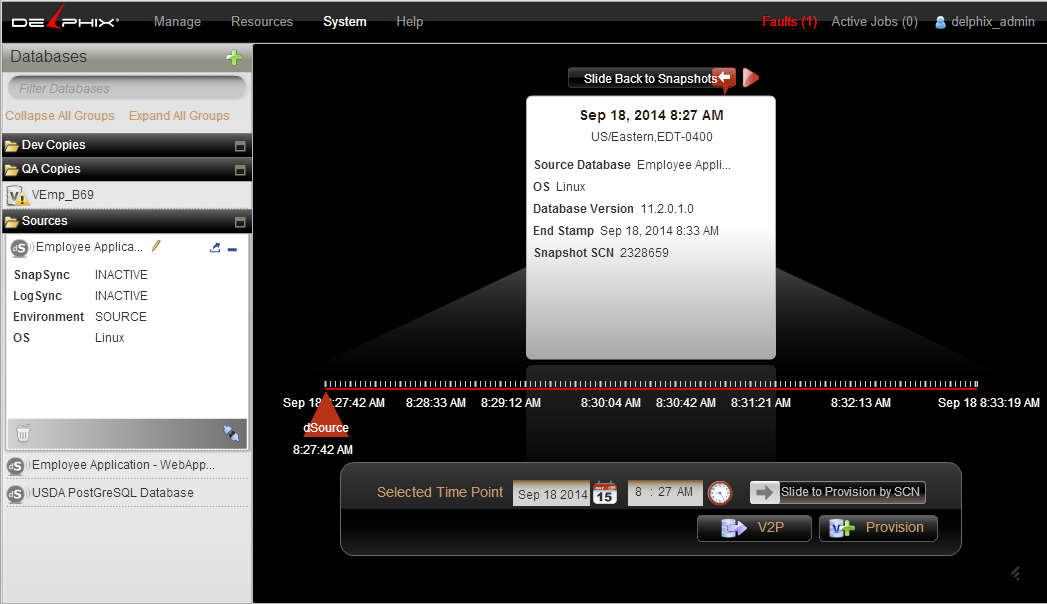 DELPHIX
Manage Resources System Help
Faults (1) Active Jobs (0) delphix_admin
Databases
Filter Databases
Collapse All Groups Expand All Groups
Dev Copies
QA Copies
VEmp_B69
Sources
dS Employee Applica...
SnapSync INACTIVE
LogSync INACTIVE
Environment SOURCE
OS Linux
dS Employee Application - WebApp...
dS USDA PostGreSQL Database
Slide Back to Snapshots
Sep 18, 2014 8:27 AM
US/Eastern,EDT-0400
Source Database Employee Appli...
OS Linux
Database Version 11.2.0.1.0
End Stamp Sep 18, 2014 8:33 AM
Snapshot SCN 2328659
Sep 18 8:27:42 AM 8:28:33 AM 8:29:12 AM 8:30:04 AM 8:30:42 AM 8:31:21 AM 8:32:13 AM Sep 18 8:33:19 AM
dSource
8:27:42 AM
Selected Time Point Sep 18 2014 15 8 : 27 AM Slide to Provision by SCN
V2P V Provision